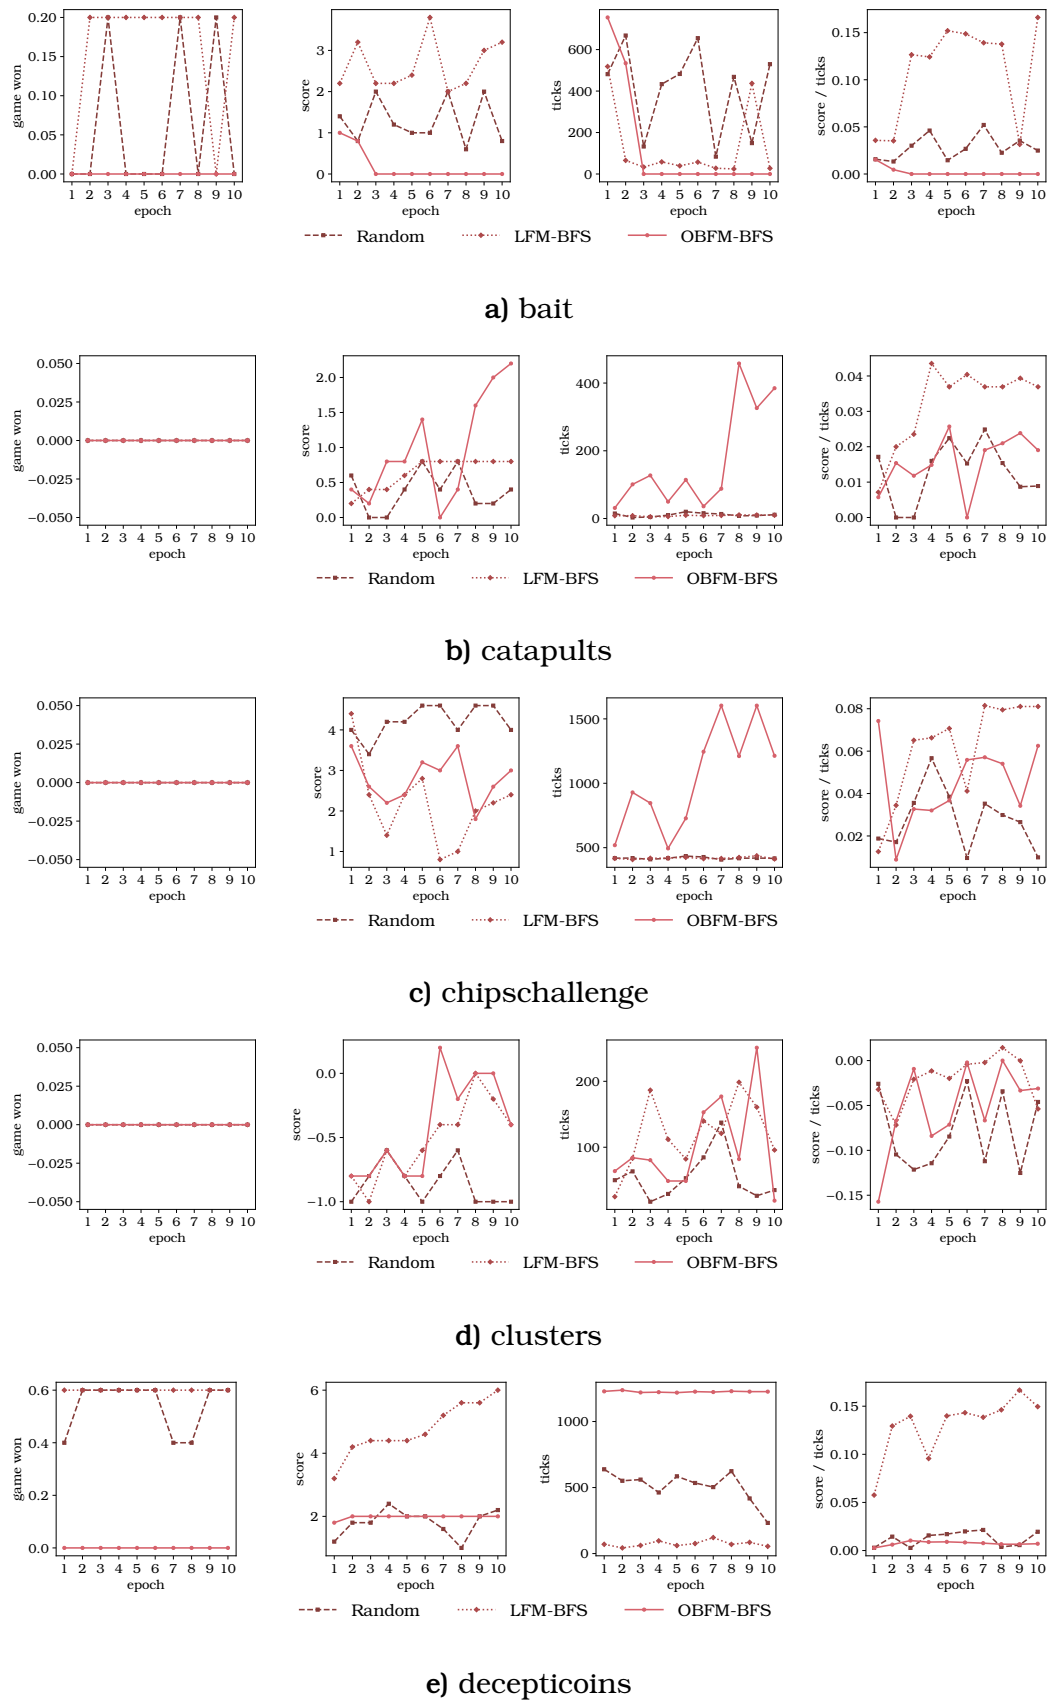 game won
0.20
0.15
0.10
0.05
0.00
1 2 3 4 5 6 7 8 9 10
epoch
score
3
2
1
0
1 2 3 4 5 6 7 8 9 10
epoch
ticks
600
400
200
0
1 2 3 4 5 6 7 8 9 10
epoch
score / ticks
0.15
0.10
0.05
0.00
1 2 3 4 5 6 7 8 9 10
epoch
Random LFM-BFS OBFM-BFS
a) bait
game won
0.050
0.025
0.000
−0.025
−0.050
1 2 3 4 5 6 7 8 9 10
epoch
score
2.0
1.5
1.0
0.5
0.0
1 2 3 4 5 6 7 8 9 10
epoch
ticks
400
200
0
1 2 3 4 5 6 7 8 9 10
epoch
score / ticks
0.04
0.03
0.02
0.01
0.00
1 2 3 4 5 6 7 8 9 10
epoch
Random LFM-BFS OBFM-BFS
b) catapults
game won
0.050
0.025
0.000
−0.025
−0.050
1 2 3 4 5 6 7 8 9 10
epoch
score
4
3
2
1
1 2 3 4 5 6 7 8 9 10
epoch
ticks
1500
1000
500
1 2 3 4 5 6 7 8 9 10
epoch
score / ticks
0.08
0.06
0.04
0.02
1 2 3 4 5 6 7 8 9 10
epoch
Random LFM-BFS OBFM-BFS
c) chipschallenge
game won
0.050
0.025
0.000
−0.025
−0.050
1 2 3 4 5 6 7 8 9 10
epoch
score
0.0
−0.5
−1.0
1 2 3 4 5 6 7 8 9 10
epoch
ticks
200
100
1 2 3 4 5 6 7 8 9 10
epoch
score / ticks
0.00
−0.05
−0.10
−0.15
1 2 3 4 5 6 7 8 9 10
epoch
Random LFM-BFS OBFM-BFS
d) clusters
game won
0.6
0.4
0.2
0.0
1 2 3 4 5 6 7 8 9 10
epoch
score
6
4
2
1 2 3 4 5 6 7 8 9 10
epoch
ticks
1000
500
0
1 2 3 4 5 6 7 8 9 10
epoch
score / ticks
0.15
0.10
0.05
0.00
1 2 3 4 5 6 7 8 9 10
epoch
Random LFM-BFS OBFM-BFS
e) decepticoins